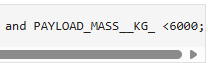 and PAYLOAD_MASS__KG_ <6000;